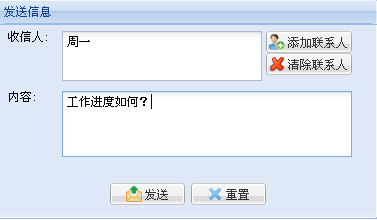 发送信息
收信人:
周一
添加联系人
清除联系人
内容:
工作进度如何?
发送
重置